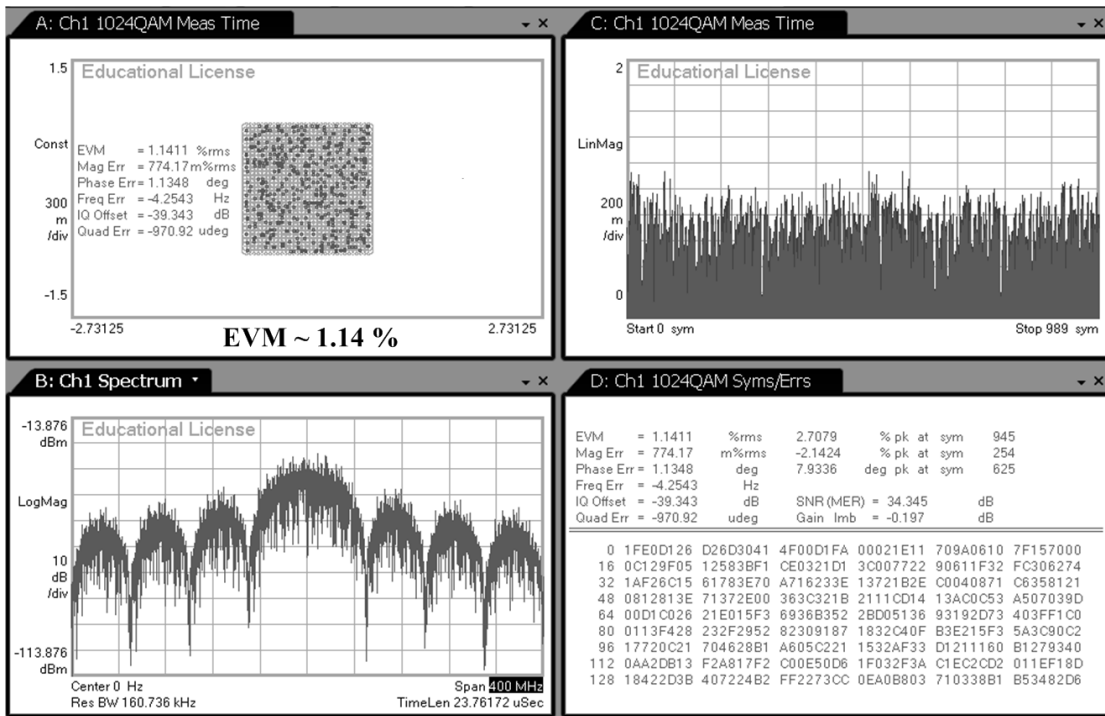 A: Ch1 1024QAM Meas Time
1.5
Educational License
Const
EVM = 1.1411 %rms
Mag Err = 774.17 m%rms
Phase Err = 1.1348 deg
Freq Err = -4.2543 Hz
IQ Offset = -39.343 dB
Quad Err = -970.92 udeg
300
m
/div
-1.5
-2.73125
2.73125
EVM ~ 1.14 %
C: Ch1 1024QAM Meas Time
2
Educational License
LinMag
200
m
/div
0
Start 0 sym
Stop 989 sym
B: Ch1 Spectrum
-13.876
dBm
Educational License
LogMag
10
dB
/div
-113.876
dBm
Center 0 Hz
Span 400 MHz
Res BW 160.736 kHz
TimeLen 23.76172 uSec
D: Ch1 1024QAM Syms/Errs
EVM = 1.1411 %rms 2.7079 % pk at sym 945
Mag Err = 774.17 m%rms -2.1424 % pk at sym 254
Phase Err = 1.1348 deg 7.9336 deg pk at sym 625
Freq Err = -4.2543 Hz
IQ Offset = -39.343 dB SNR(MER) = 34.345 dB
Quad Err = -970.92 udeg Gain Imb = -0.197 dB
0 1FE0D126 D26D3041 4F00D1FA 00021E11 709A0610 7F157000
16 0C129F05 12583BF1 CE0321D1 3C007722 90611F32 FC306274
32 1AF26C15 61783E70 A716233E 13721B2E C0040871 C6358121
48 0812813E 71372E00 363C321B 2111CD14 13AC0C53 A507039D
64 00D1C026 21E015F3 6936B352 2BD05136 93192D73 403FF1C0
80 0113F428 232F2952 82309187 1832C40F B3E215F3 5A3C90C2
96 17720C21 704628B1 A605C221 1532AF33 D1211160 B1279340
112 0AA2DB13 F2A817F2 C00E50D6 1F032F3A C1EC2CD2 011EF18D
128 18422D3B 407224B2 FF2273CC 0EA0B803 710338B1 B53482D6